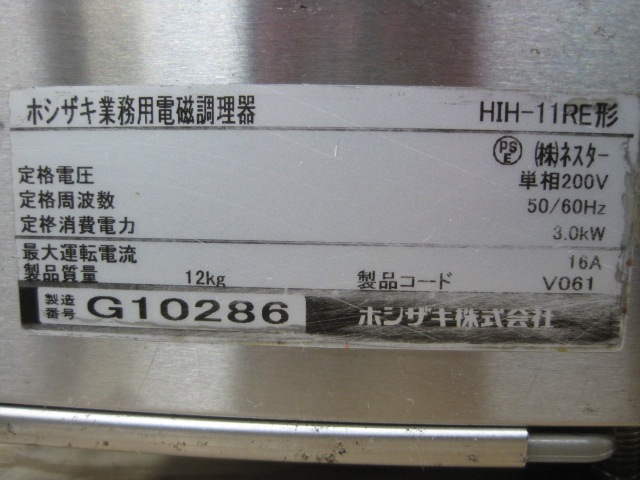 ホシザキ業務用電磁調理器 HIH-11RE形
PSE (株)ネスター
定格電圧 単相200V
定格周波数 50/60Hz
定格消費電力 3.0kW
最大運転電流 16A
製品質量 12kg 製品コード V061
製造番号 G10286 ホシザキ株式会社